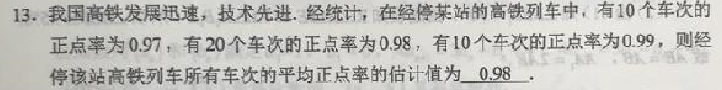 13. 我国高铁发展迅速，技术先进. 经统计，在经停某站的高铁列车中，有10个车次的
正点率为0.97，有20个车次的正点率为0.98，有10个车次的正点率为0.99，则经
停该站高铁列车所有车次的平均正点率的估计值为 0.98 .